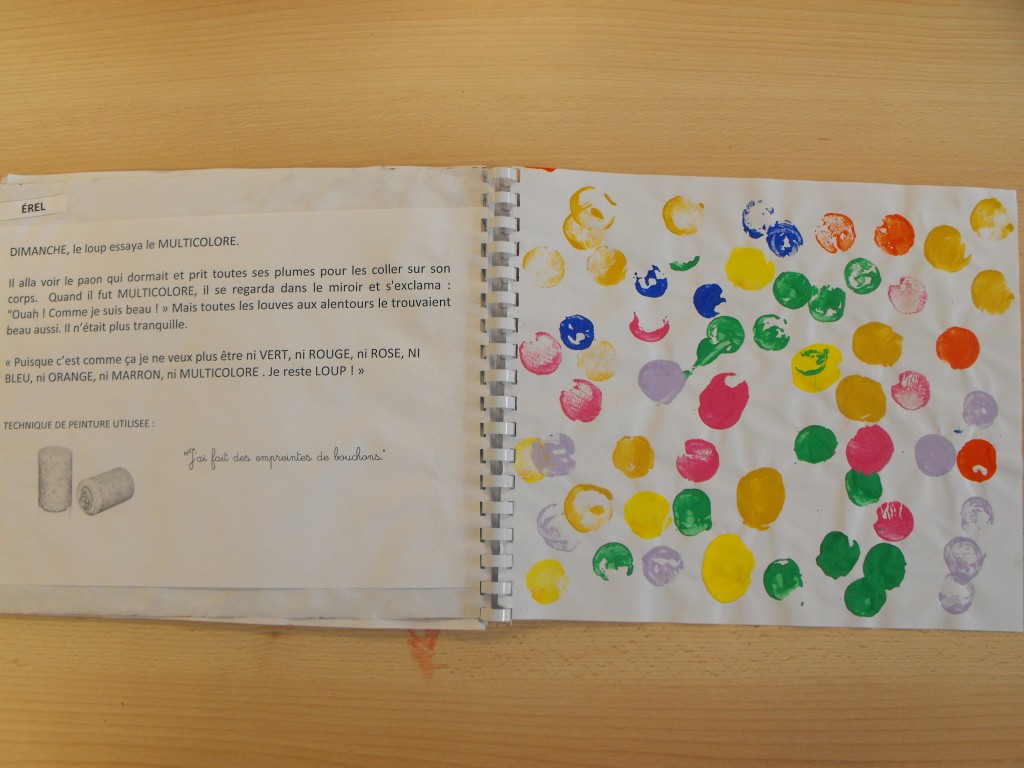 ÉREL
DIMANCHE, le loup essaya le MULTICOLORE.
Il alla voir le paon qui dormait et prit toutes ses plumes pour les coller sur son
corps. Quand il fut MULTICOLORE, il se regarda dans le miroir et s'exclama :
"Ouah ! Comme je suis beau ! » Mais toutes les louves aux alentours le trouvaient
beau aussi. Il n'était plus tranquille.
« Puisque c'est comme ça je ne veux plus être ni VERT, ni ROUGE, ni ROSE, NI
BLEU, ni ORANGE, ni MARRON, ni MULTICOLORE . Je reste LOUP ! »
TECHNIQUE DE PEINTURE UTILISEE :
"J'ai fait des empreintes de bouchons."